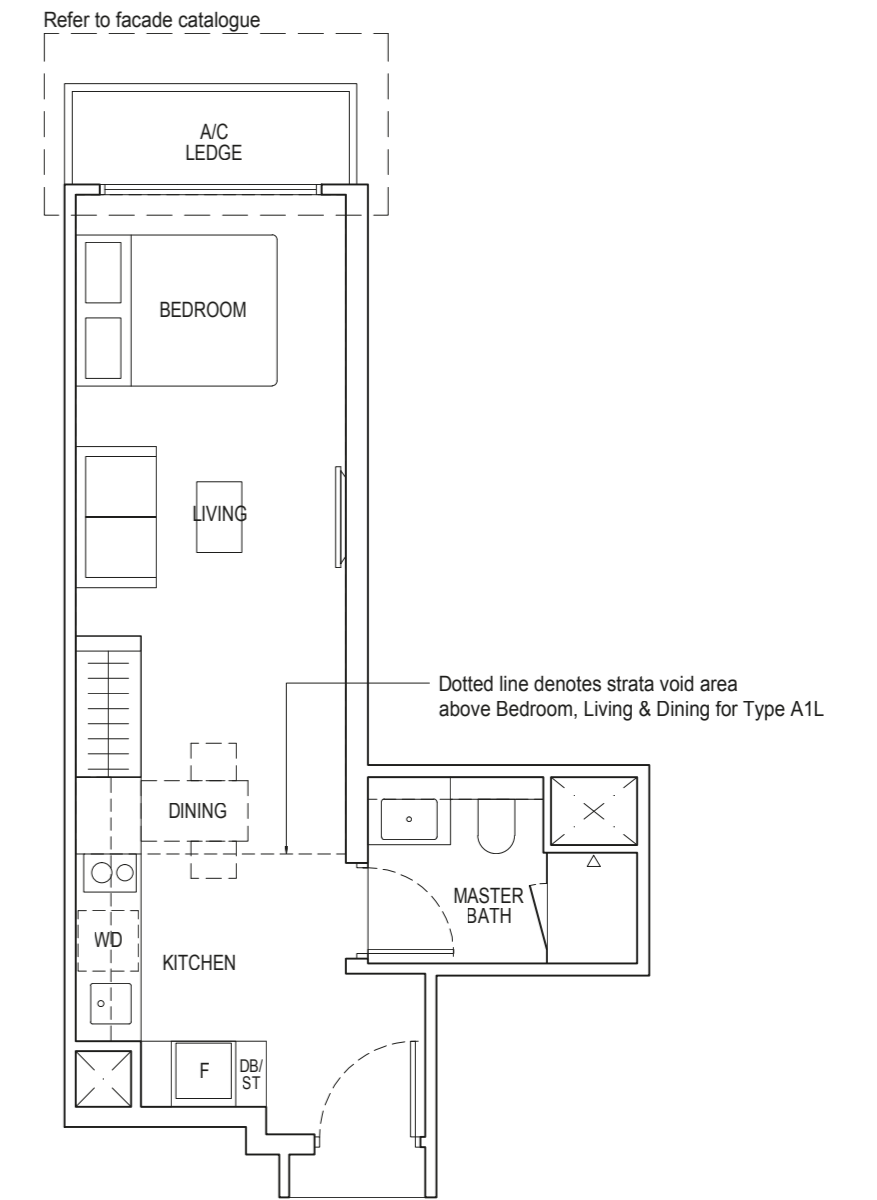 Refer to facade catalogue
A/C
LEDGE
BEDROOM
LIVING
Dotted line denotes strata void area
above Bedroom, Living & Dining for Type A1L
DINING
MASTER
BATH
WD
KITCHEN
F
DB/
ST